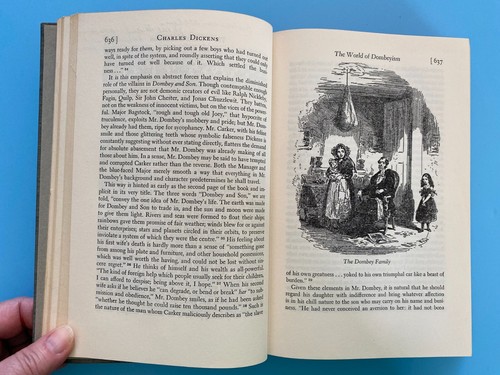 636] CHARLES DICKENS
ways ready for them, by picking out a few boys who had turned out
well, in spite of the system, and roundly asserting that they could only
have turned out well because of it. Which settled the busi-
ness . . ."
It is this emphasis on abstract forces that explains the diminished
role of the villains in Dombey and Son. Though contemptible enough
personally, they are not demonic creators of evil like Ralph Nickleby,
Fagin, Quilp, Sir John Chester, and Jonas Chuzzlewit. They batten,
not on the weakness of innocent victims, but on the vices of the power-
ful. Major Bagstock, "tough and tough old Joey," that hypocrite of
truculence, exploits Mr. Dombey's snobbery and pride; but Mr. Dom-
bey already had them, ripe for sycophancy. Mr. Carker, with his feline
smile and those glittering teeth whose symbolic falseness Dickens is
constantly suggesting without ever stating directly, flatters the demand
for absolute abasement that Mr. Dombey was already making of all
those about him. In a sense, Mr. Dombey may be said to have tempted
and corrupted Carker rather than the reverse. Both the Manager and
the blue-faced Major merely smooth a way that everything in Mr.
Dombey's background and character predetermines he shall tread.
This way is hinted at early as the second page of the book and im-
plicit in its very title. The three words "Dombey and Son", we are
told, "convey the one idea of Mr. Dombey's life. The earth was made
for Dombey and Son to trade in, and the sun and moon were made
to give them light. Rivers and seas were formed to float their ships;
rainbows gave them promise of fair weather; winds blew for or against
their enterprises; stars and planets circled in their orbits, to preserve
inviolate a system of which they were the centre." His feeling about
his first wife's death is hardly more than a sense of "something gone
from among his plate and furniture, and other household possessions,
which was well worth the having, and could not be lost without sin-
cere regret." He thinks of himself and his wealth as all-powerful.
"The kind of foreign help which people usually seek for their children,
I can afford to despise; being above it, I hope." When his second
wife asks if he believes he "can degrade, or bend or break" her "to sub-
mission and obedience," Mr. Dombey smiles, as if he had been asked
"whether he thought he could raise ten thousand pounds." Such is
the nature of the man whom Carker maliciously describes as "the slave
The World of Dombeyism [637
The Dombey Family
of his own greatness . . . yoked to his own triumphal car like a beast of
burden."
Given these elements in Mr. Dombey, it is natural that he should
regard his daughter with indifference and bring whatever affection
is in his chill nature to the son who may carry on his name and pride.
"He had never conceived an aversion to her: it had not been